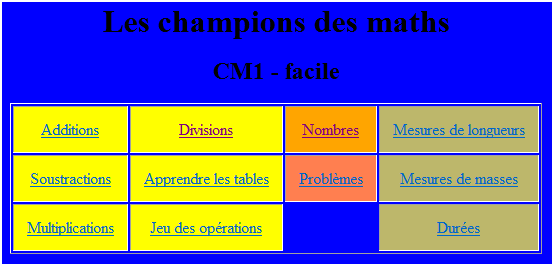 Les champions des maths
CM1 - facile
Additions Divisions Nombres Mesures de longueurs
Soustractions Apprendre les tables Problèmes Mesures de masses
Multiplications Jeu des opérations Durées